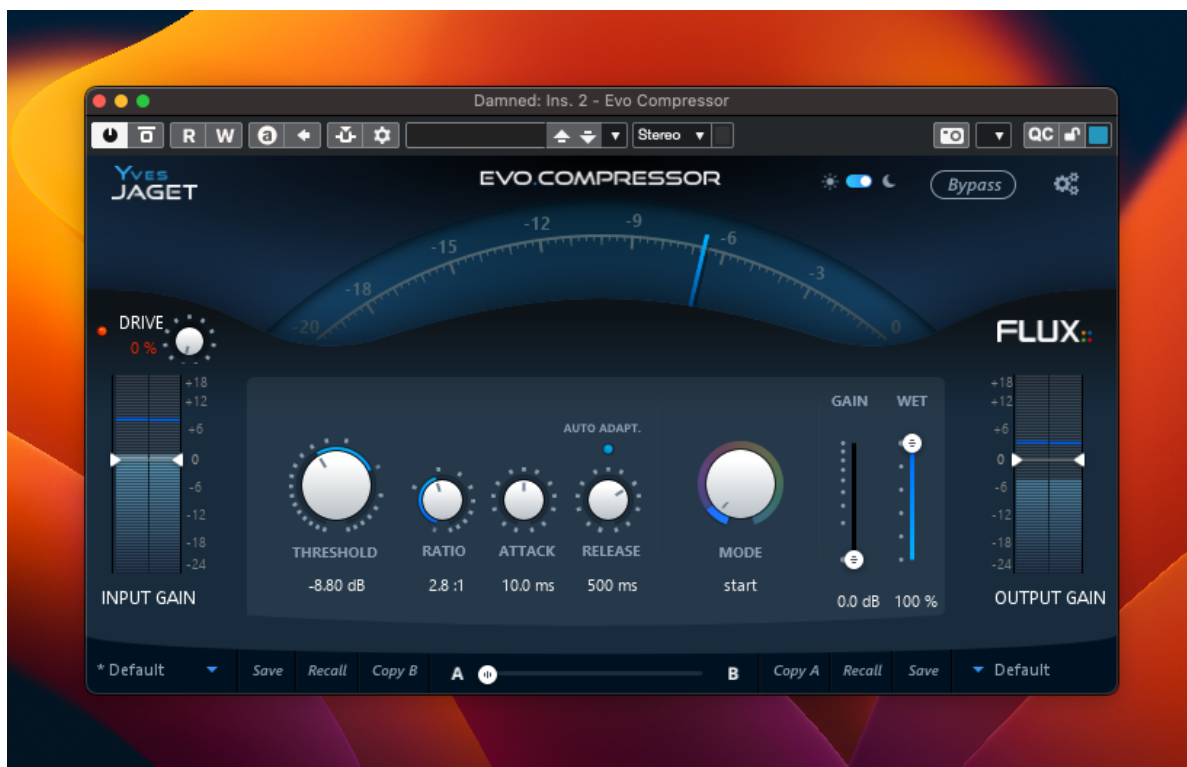 Damned: Ins. 2 - Evo Compressor
R W a Stereo QC
YVES
JAGET
EVO.COMPRESSOR
Bypass
-20 -18 -15 -12 -9 -6 -3 0
DRIVE
0 %
FLUX::
+18
+12
+6
0
-6
-12
-18
-24
INPUT GAIN
AUTO ADAPT.
THRESHOLD RATIO ATTACK RELEASE MODE
-8.80 dB 2.8 :1 10.0 ms 500 ms start
GAIN WET
0.0 dB 100 %
+18
+12
+6
0
-6
-12
-18
-24
OUTPUT GAIN
* Default Save Recall Copy B A B Copy A Recall Save Default